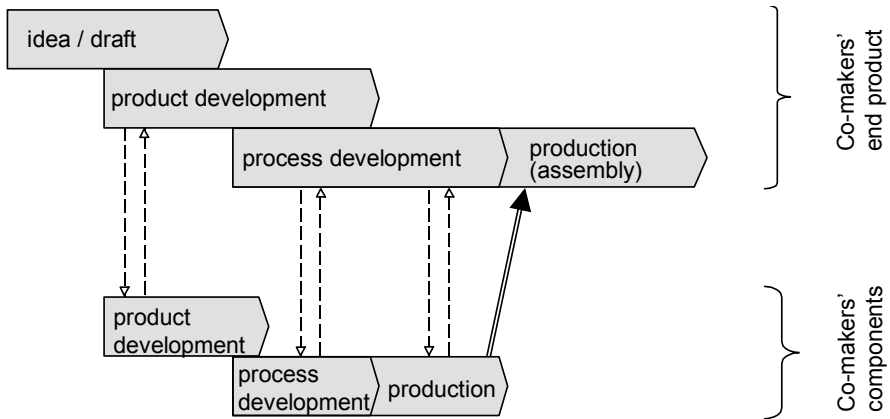 idea / draft
product development
process development
production
(assembly)
Co-makers’
end product
product
development
process
development
production
Co-makers’
components